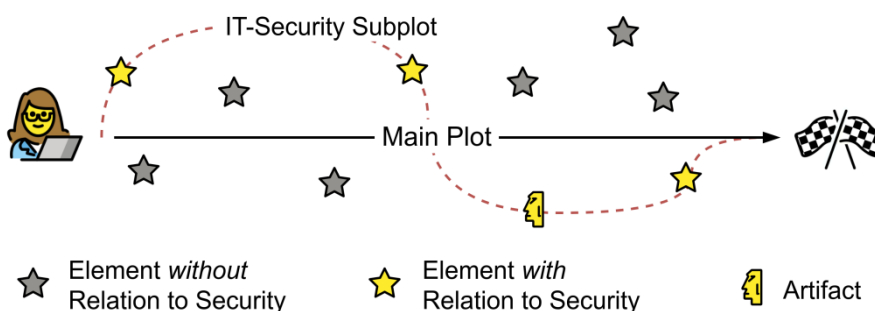 IT-Security Subplot
Main Plot
Element without
Relation to Security
Element with
Relation to Security
Artifact